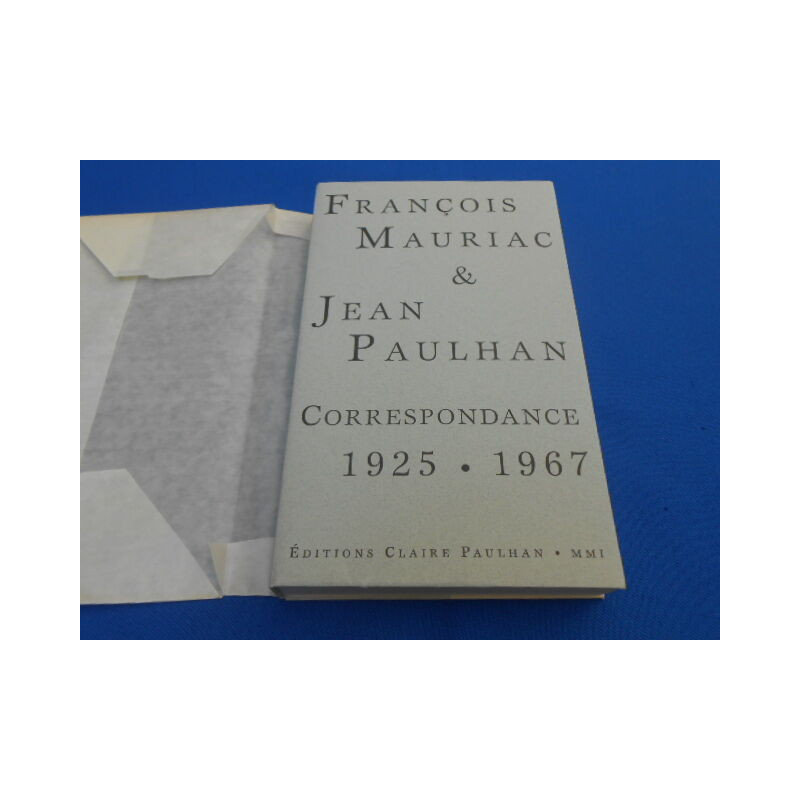 FRANÇOIS
MAURIAC
&
JEAN
PAULHAN
CORRESPONDANCE
1925 • 1967
ÉDITIONS CLAIRE PAULHAN • MMI